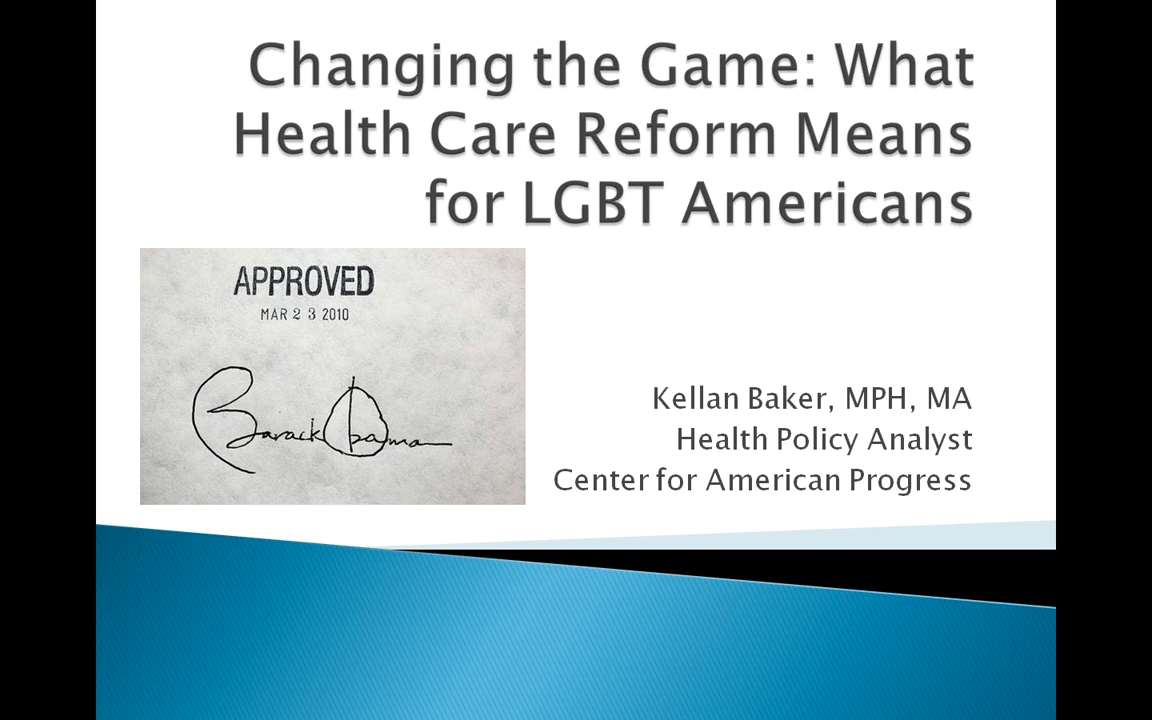 Changing the Game: What
Health Care Reform Means
for LGBT Americans
APPROVED
MAR 2 3 2010
Barack Obama
Kellan Baker, MPH, MA
Health Policy Analyst
Center for American Progress